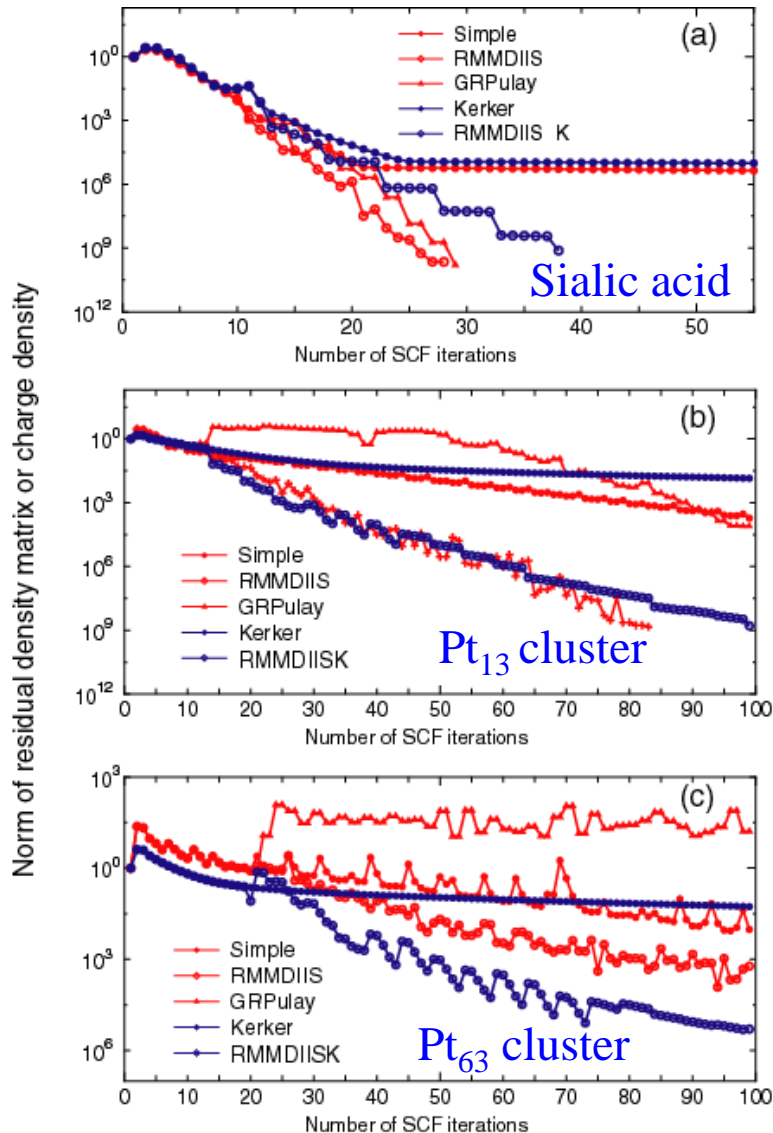 Norm of residual density matrix or charge density
(a)
Simple
RMMDIIS
GRPulay
Kerker
RMMDIIS K
10^0
10^3
10^6
10^9
10^12
Sialic acid
0 10 20 30 40 50
Number of SCF iterations
(b)
10^0
10^3
10^6
10^9
10^12
Simple
RMMDIIS
GRPulay
Kerker
RMMDIISK
Pt13 cluster
0 10 20 30 40 50 60 70 80 90 100
Number of SCF iterations
(c)
10^3
10^0
10^3
10^6
Simple
RMMDIIS
GRPulay
Kerker
RMMDIISK
Pt63 cluster
0 10 20 30 40 50 60 70 80 90 100
Number of SCF iterations